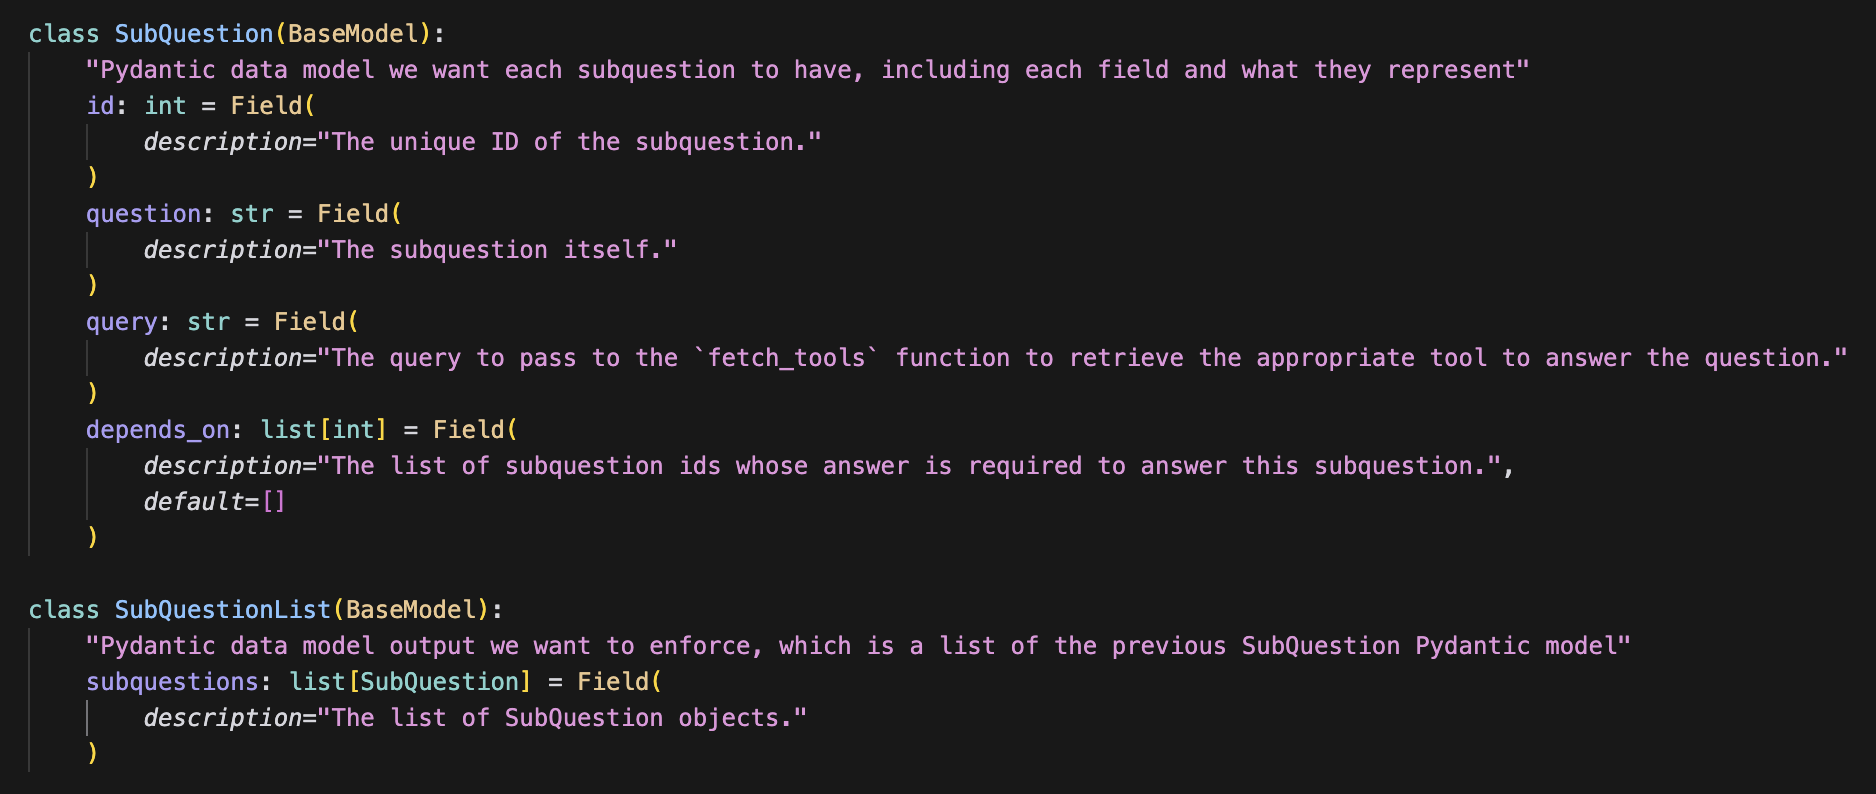 class SubQuestion(BaseModel):
    "Pydantic data model we want each subquestion to have, including each field and what they represent"
    id: int = Field(
        description="The unique ID of the subquestion."
    )
    question: str = Field(
        description="The subquestion itself."
    )
    query: str = Field(
        description="The query to pass to the `fetch_tools` function to retrieve the appropriate tool to answer the question."
    )
    depends_on: list[int] = Field(
        description="The list of subquestion ids whose answer is required to answer this subquestion.",
        default=[]
    )

class SubQuestionList(BaseModel):
    "Pydantic data model output we want to enforce, which is a list of the previous SubQuestion Pydantic model"
    subquestions: list[SubQuestion] = Field(
        description="The list of SubQuestion objects."
    )